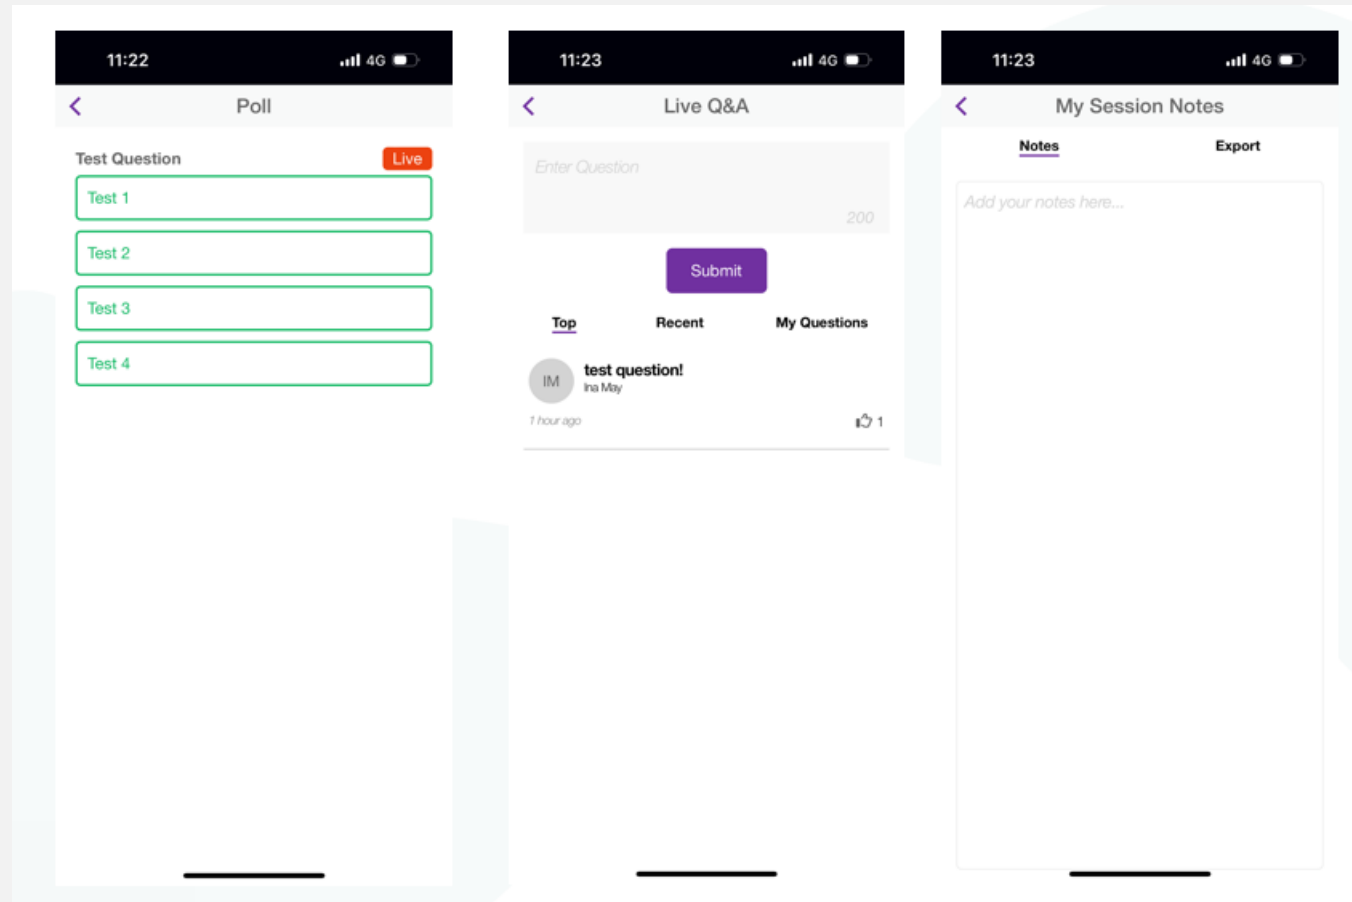 11:22
4G
Poll
Test Question
Live
Test 1
Test 2
Test 3
Test 4
11:23
4G
Live Q&A
Enter Question
200
Submit
Top Recent My Questions
IM
test question!
Ina May
1 hour ago
1
11:23
4G
My Session Notes
Notes Export
Add your notes here...